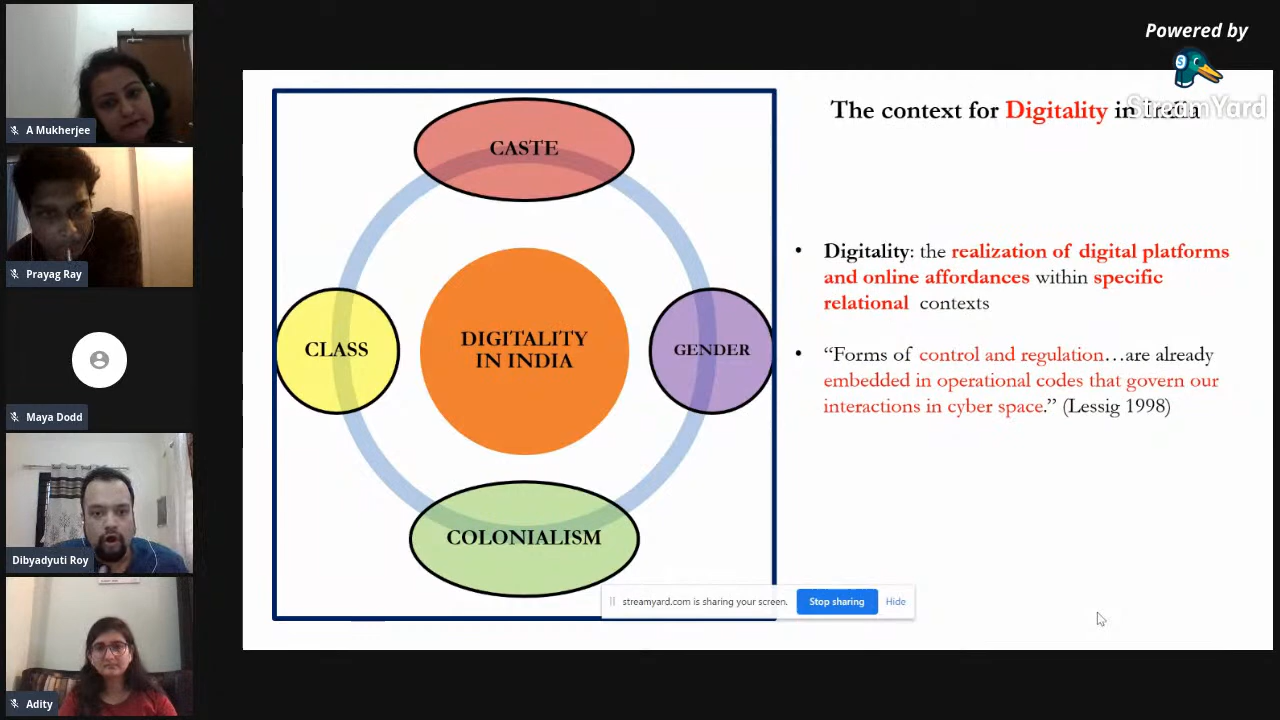 Powered by
StreamYard
A Mukherjee
Prayag Ray
Maya Dodd
Dibyadyuti Roy
Adity
CASTE
CLASS
DIGITALITY
IN INDIA
GENDER
COLONIALISM
The context for Digitality in India
• Digitality: the realization of digital platforms
and online affordances within specific
relational contexts
• “Forms of control and regulation…are already
embedded in operational codes that govern our
interactions in cyber space.” (Lessig 1998)
streamyard.com is sharing your screen. Stop sharing Hide